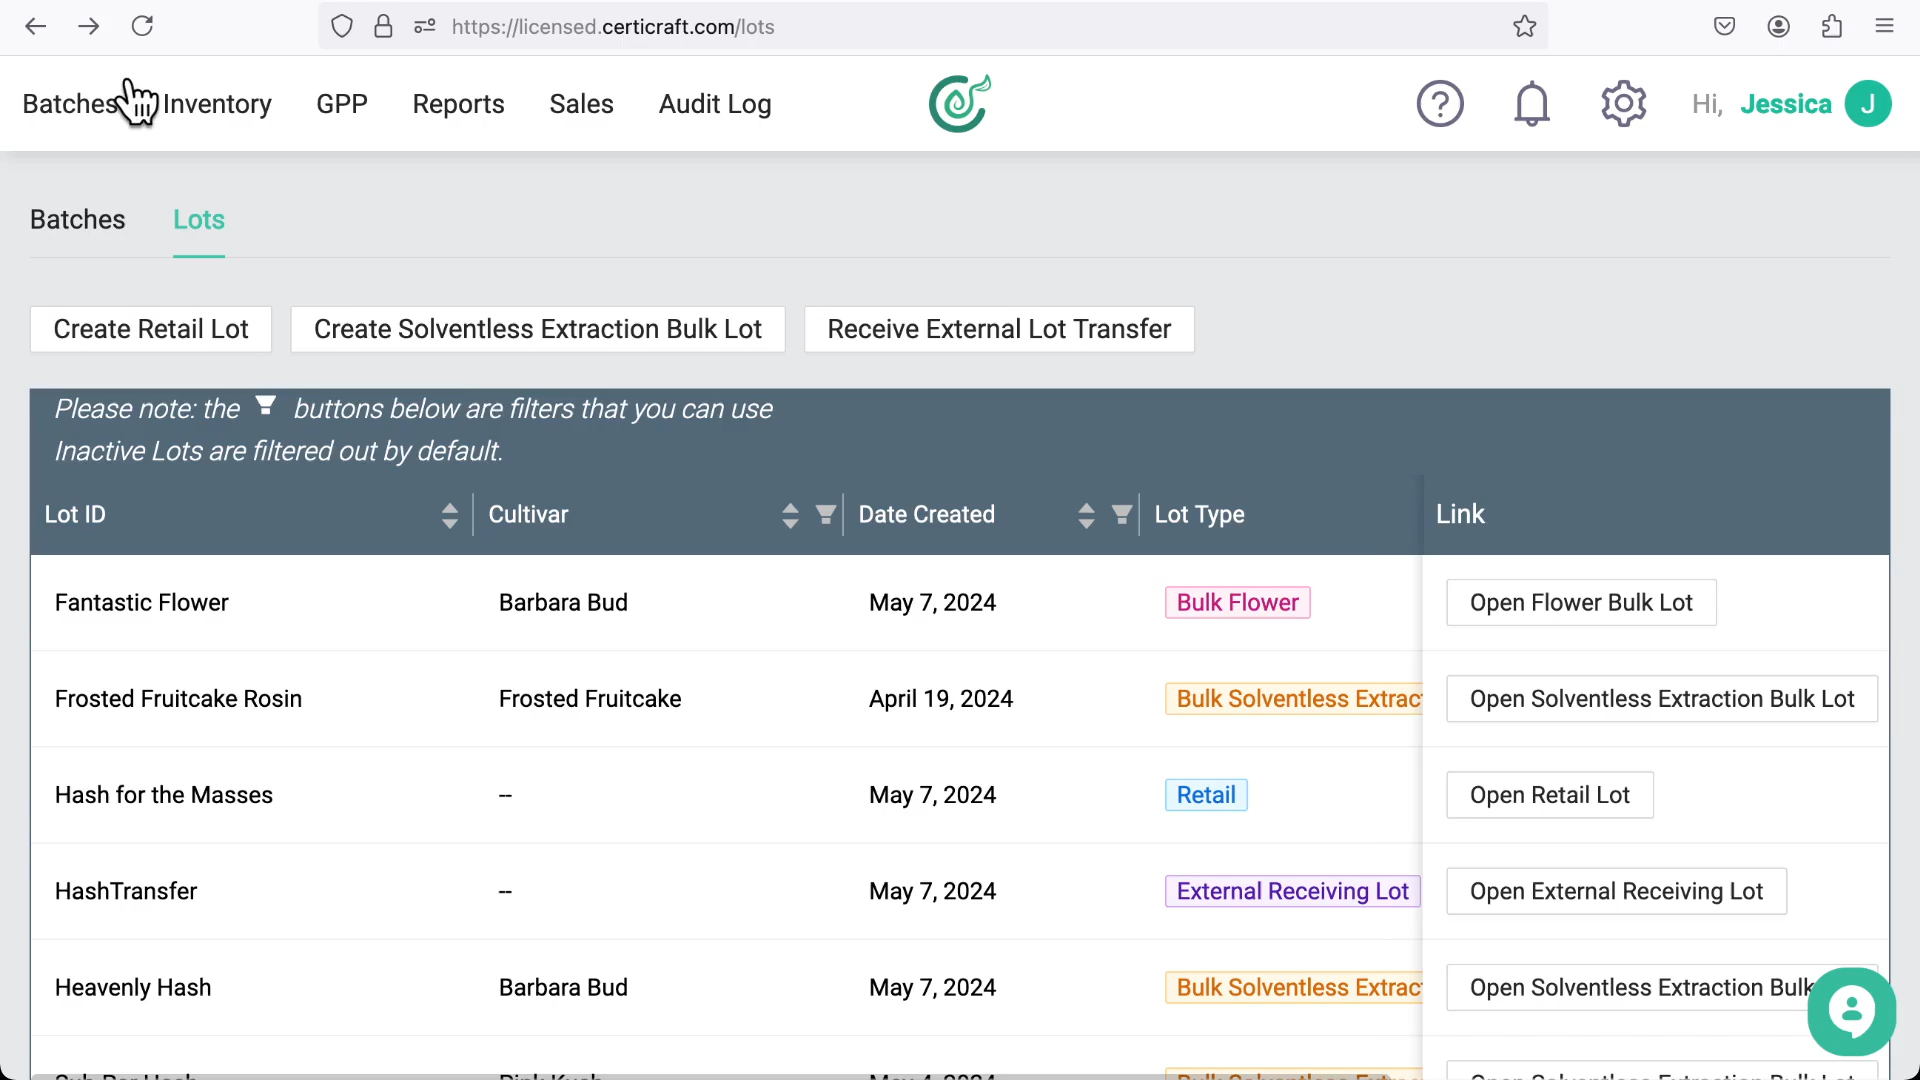 https://licensed.certicraft.com/lots
Batches Inventory GPP Reports Sales Audit Log Hi, Jessica J
Batches Lots
Create Retail Lot Create Solventless Extraction Bulk Lot Receive External Lot Transfer
Please note: the buttons below are filters that you can use
Inactive Lots are filtered out by default.
Lot ID Cultivar Date Created Lot Type Link
Fantastic Flower Barbara Bud May 7, 2024 Bulk Flower Open Flower Bulk Lot
Frosted Fruitcake Rosin Frosted Fruitcake April 19, 2024 Bulk Solventless Extract Open Solventless Extraction Bulk Lot
Hash for the Masses -- May 7, 2024 Retail Open Retail Lot
HashTransfer -- May 7, 2024 External Receiving Lot Open External Receiving Lot
Heavenly Hash Barbara Bud May 7, 2024 Bulk Solventless Extract Open Solventless Extraction Bulk